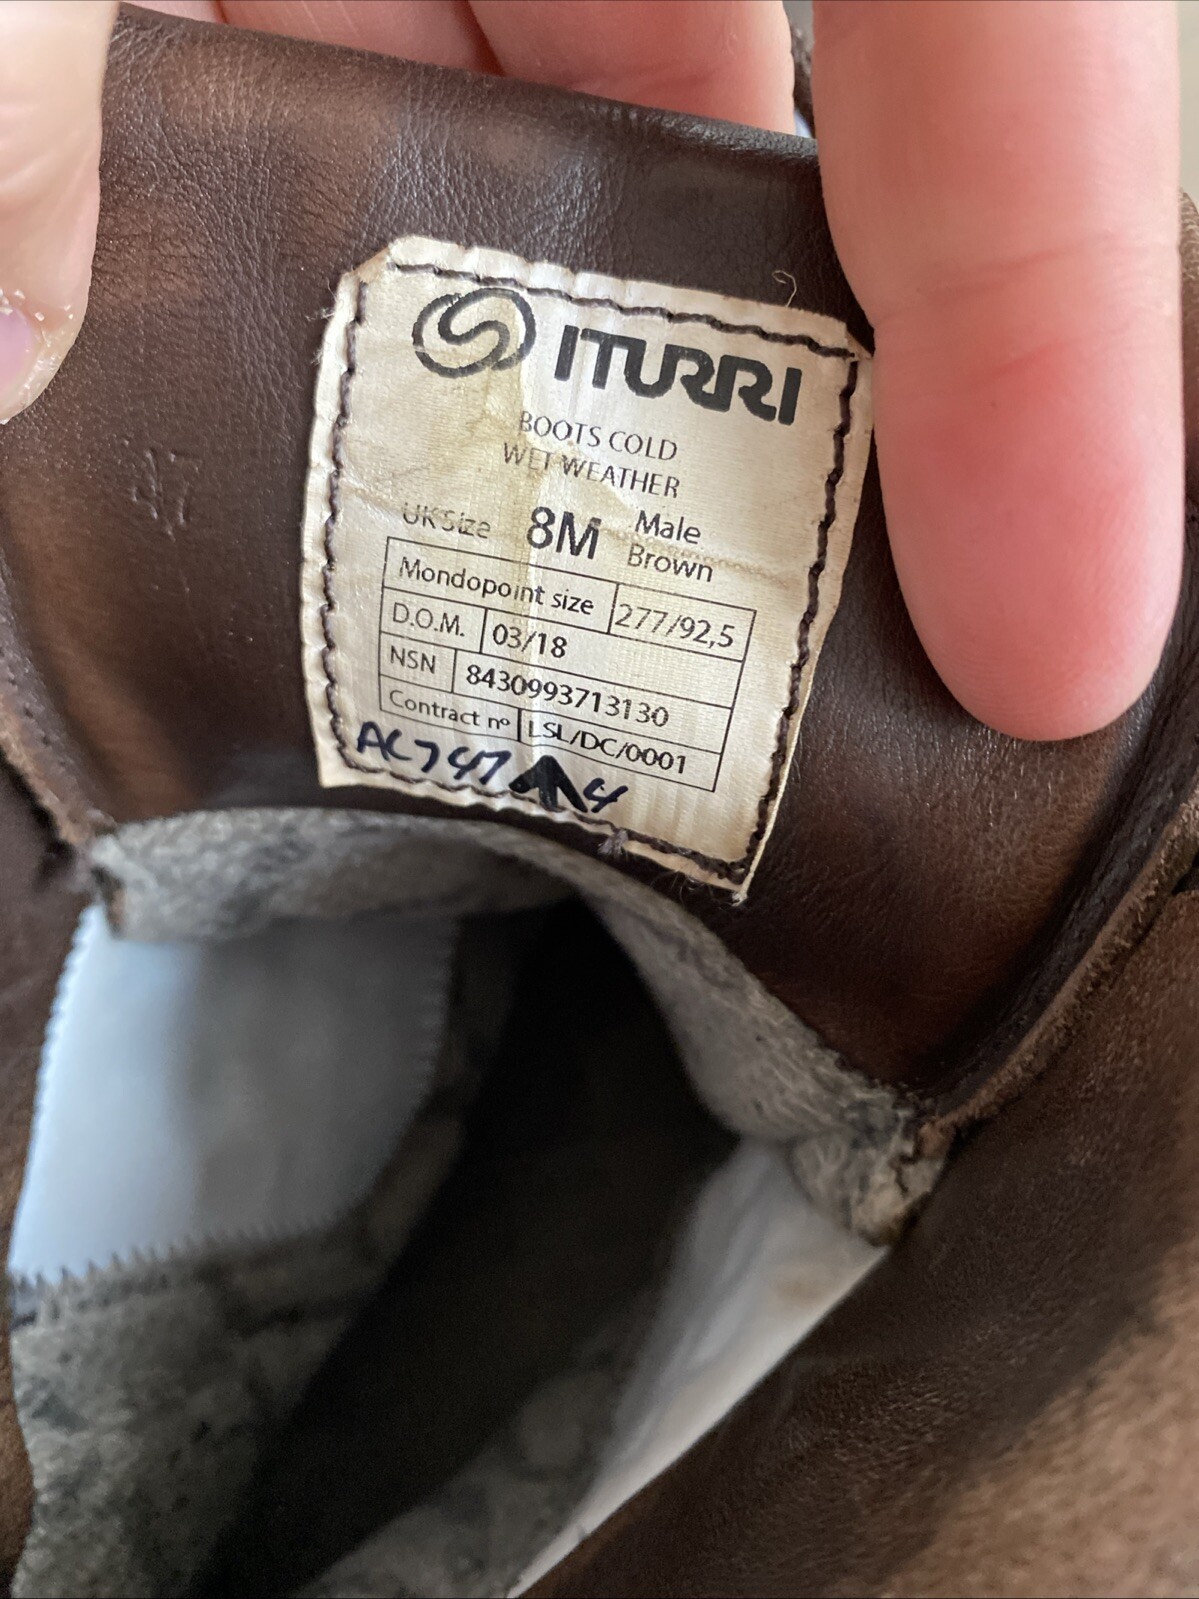 ITURRI
BOOTS COLD
WET WEATHER
UK Size 8M Male
Brown
Mondopoint size 277/92,5
D.O.M. 03/18
NSN 8430993713130
Contract nº LSL/DC/0001
47